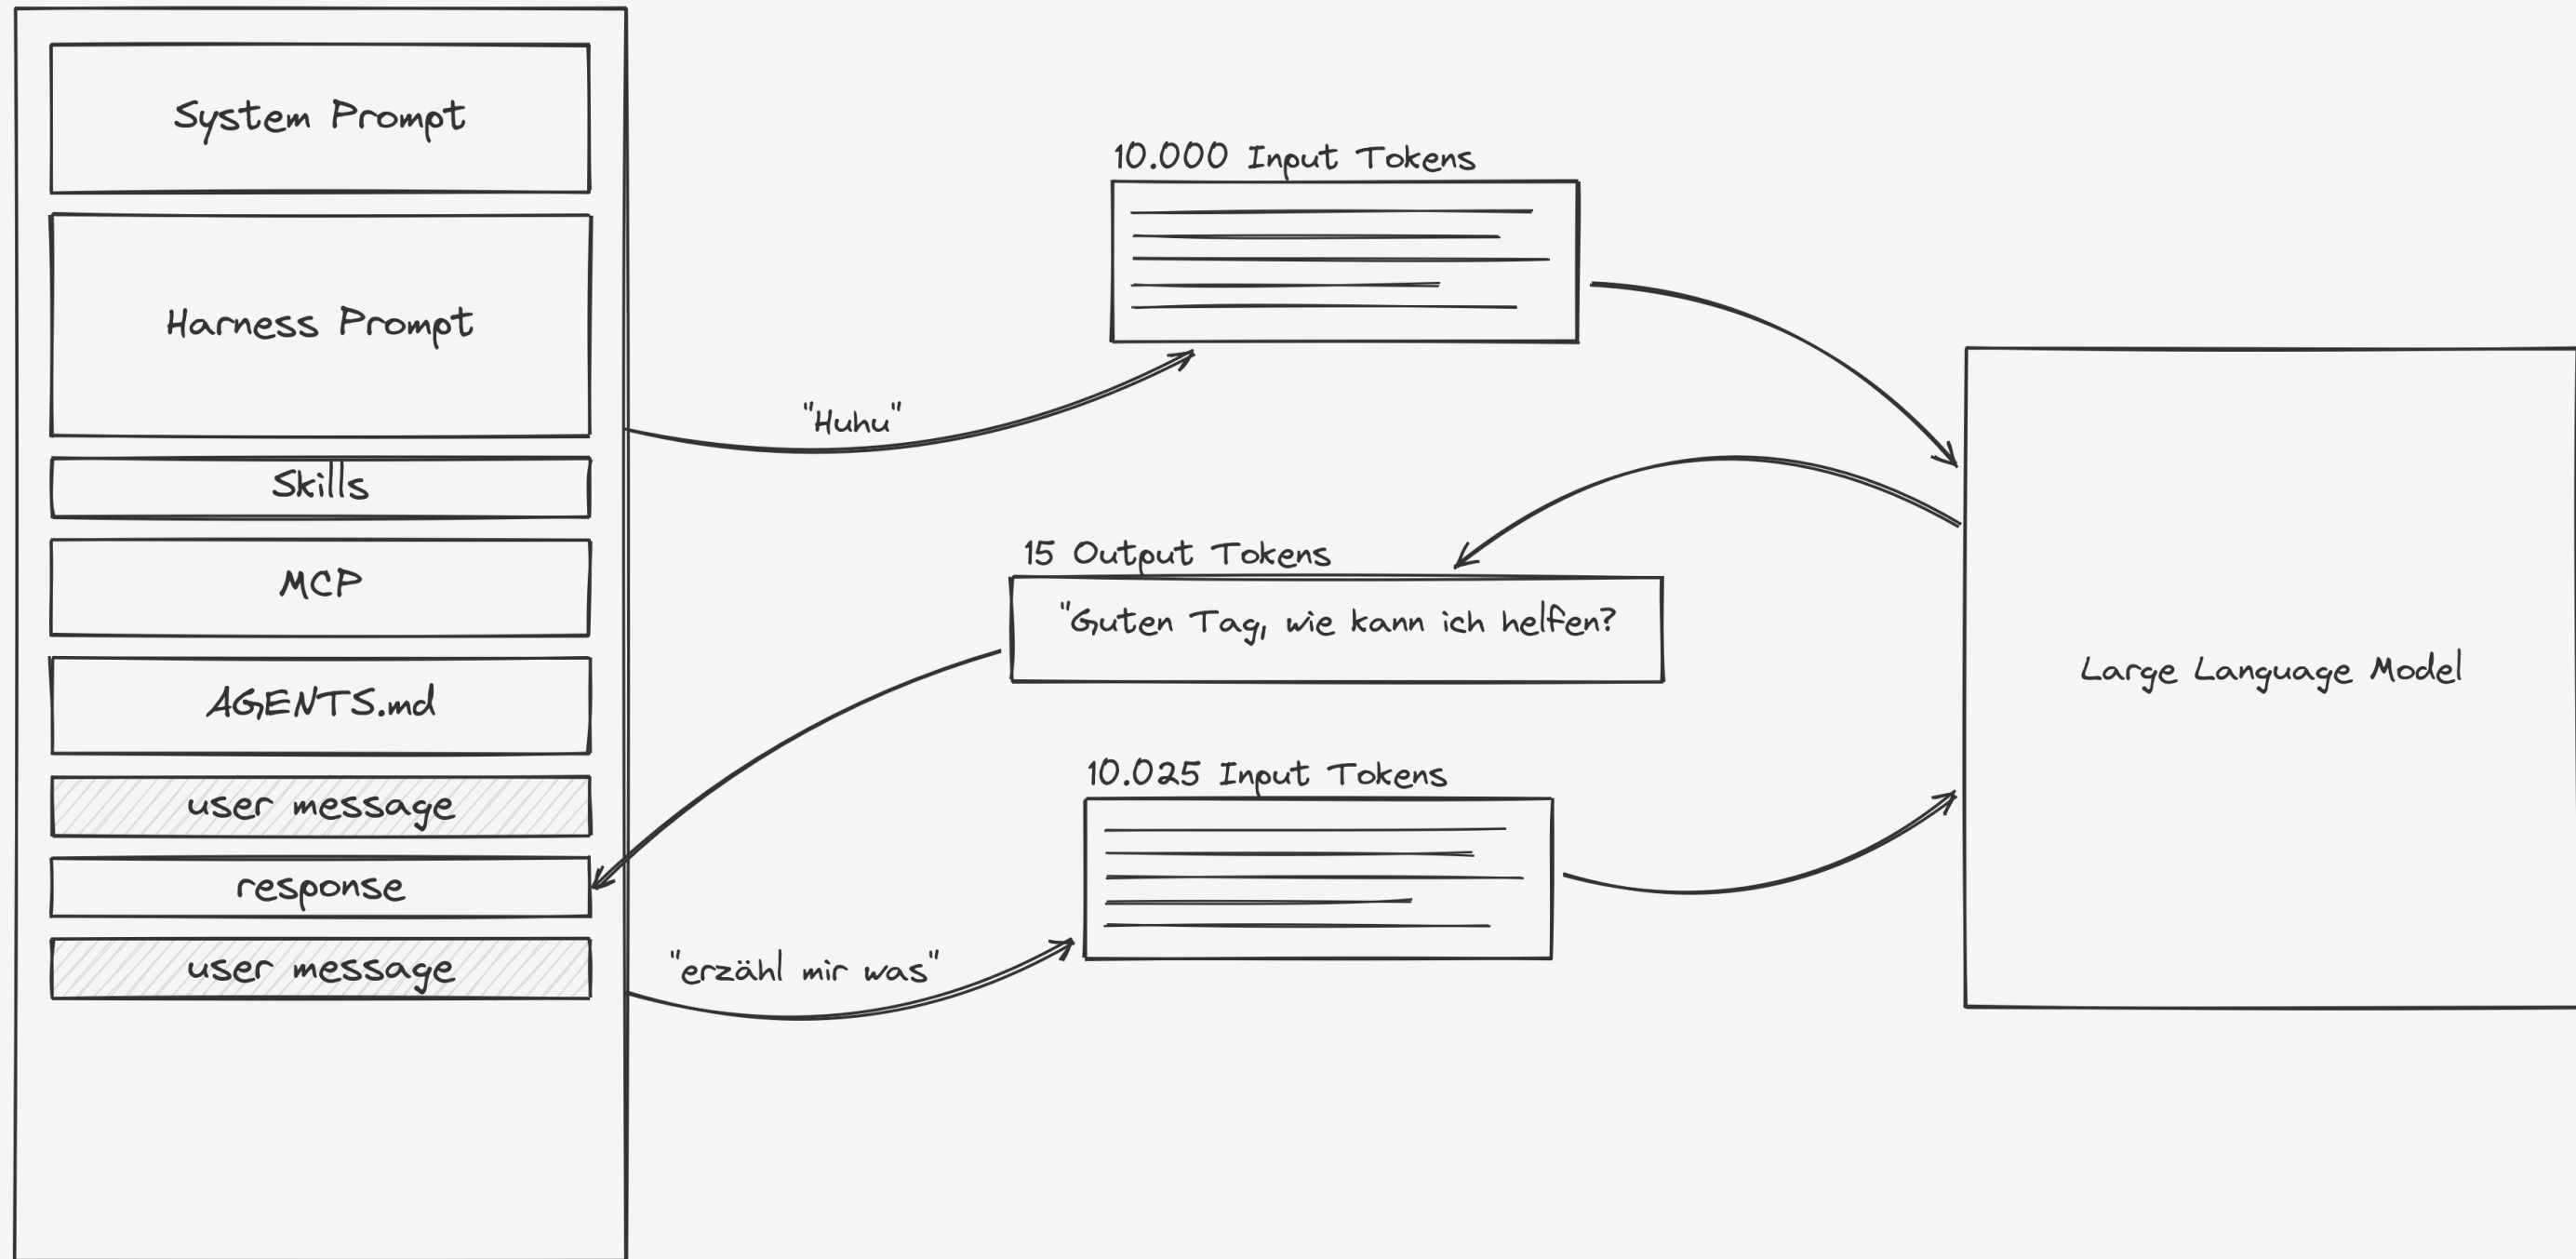 System Prompt
Harness Prompt
Skills
MCP
AGENTS.md
user message
response
user message
"Huhu"
10.000 Input Tokens
15 Output Tokens
"Guten Tag, wie kann ich helfen?
10.025 Input Tokens
"erzähl mir was"
Large Language Model